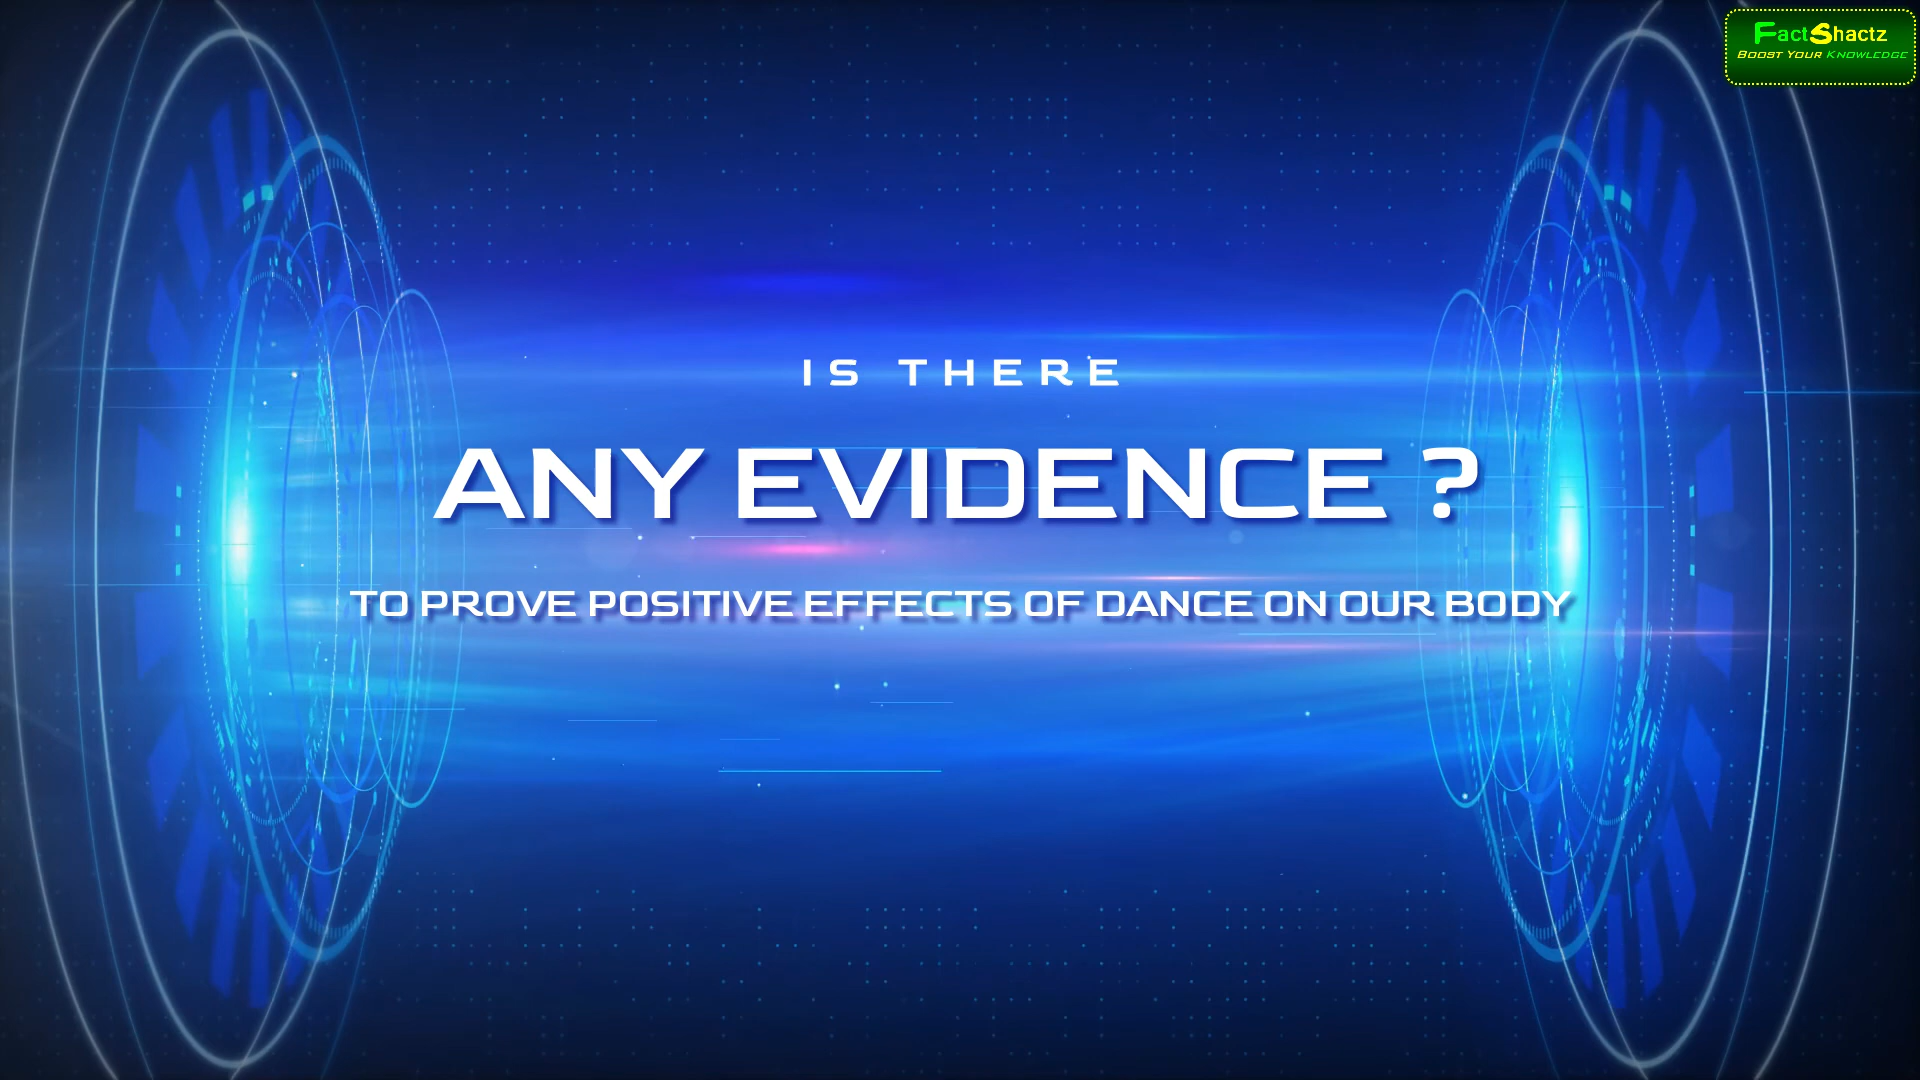 FactShactz
Boost Your Knowledge
IS THERE
ANY EVIDENCE ?
TO PROVE POSITIVE EFFECTS OF DANCE ON OUR BODY